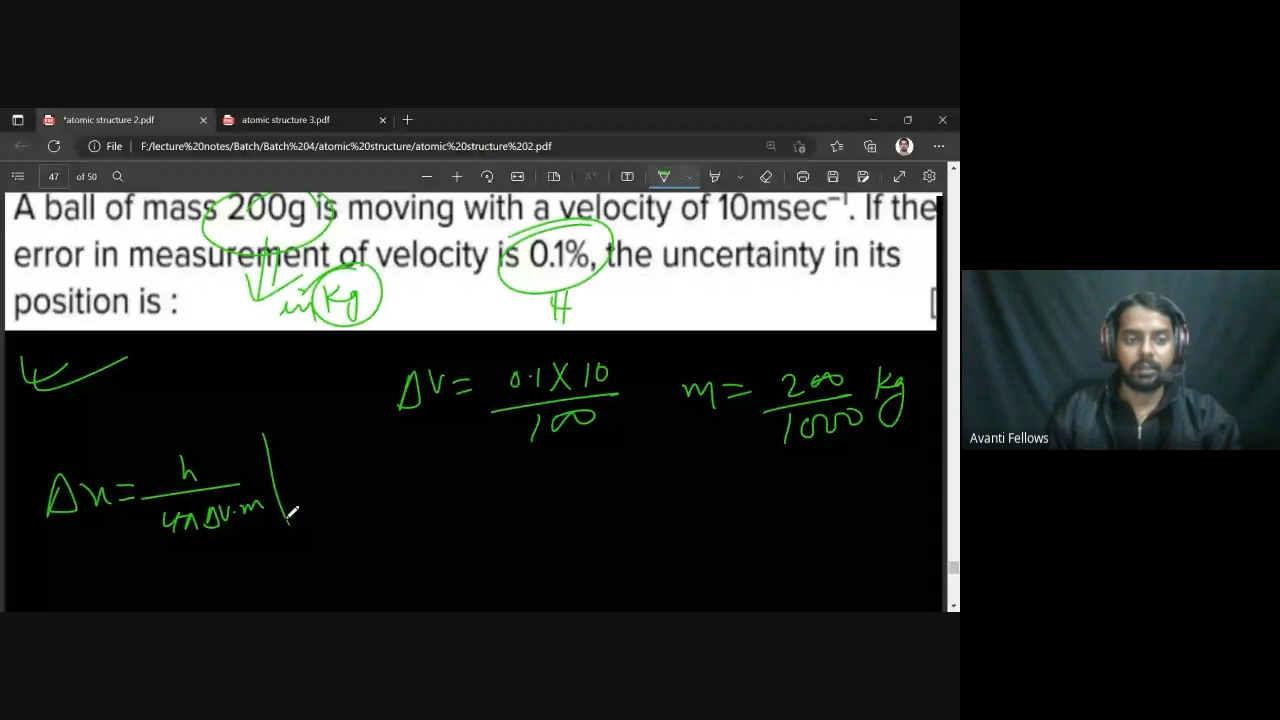 *atomic structure 2.pdf
atomic structure 3.pdf
File F:/lecture%20notes/Batch/Batch%204/atomic%20structure/atomic%20structure%202.pdf
47 of 50
A ball of mass 200g is moving with a velocity of 10msec⁻¹. If the
error in measurement of velocity is 0.1%, the uncertainty in its
position is :
in Kg
ΔV = 0.1 X 10 / 100
m = 200 / 1000 Kg
Δx = h / 4π ΔV.m
Avanti Fellows